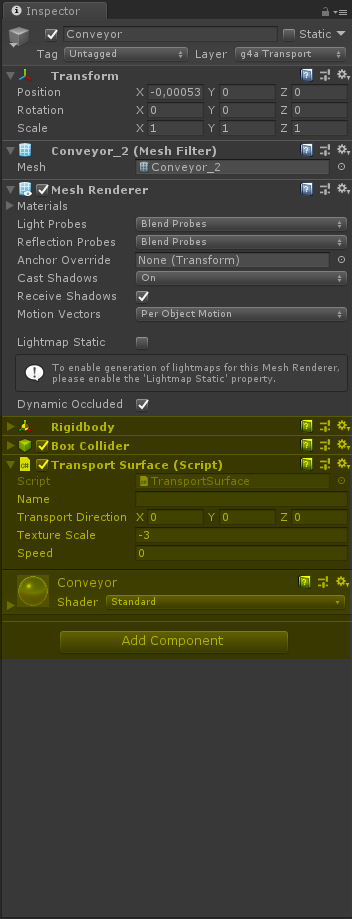 Inspector
Conveyor Static
Tag Untagged Layer g4a Transport
Transform
Position X -0,00053 Y 0 Z 0
Rotation X 0 Y 0 Z 0
Scale X 1 Y 1 Z 1
Conveyor_2 (Mesh Filter)
Mesh Conveyor_2
Mesh Renderer
Materials
Light Probes Blend Probes
Reflection Probes Blend Probes
Anchor Override None (Transform)
Cast Shadows On
Receive Shadows
Motion Vectors Per Object Motion
Lightmap Static
To enable generation of lightmaps for this Mesh Renderer,
please enable the 'Lightmap Static' property.
Dynamic Occluded
Rigidbody
Box Collider
Transport Surface (Script)
Script TransportSurface
Name
Transport Direction X 0 Y 0 Z 0
Texture Scale -3
Speed 0
Conveyor
Shader Standard
Add Component